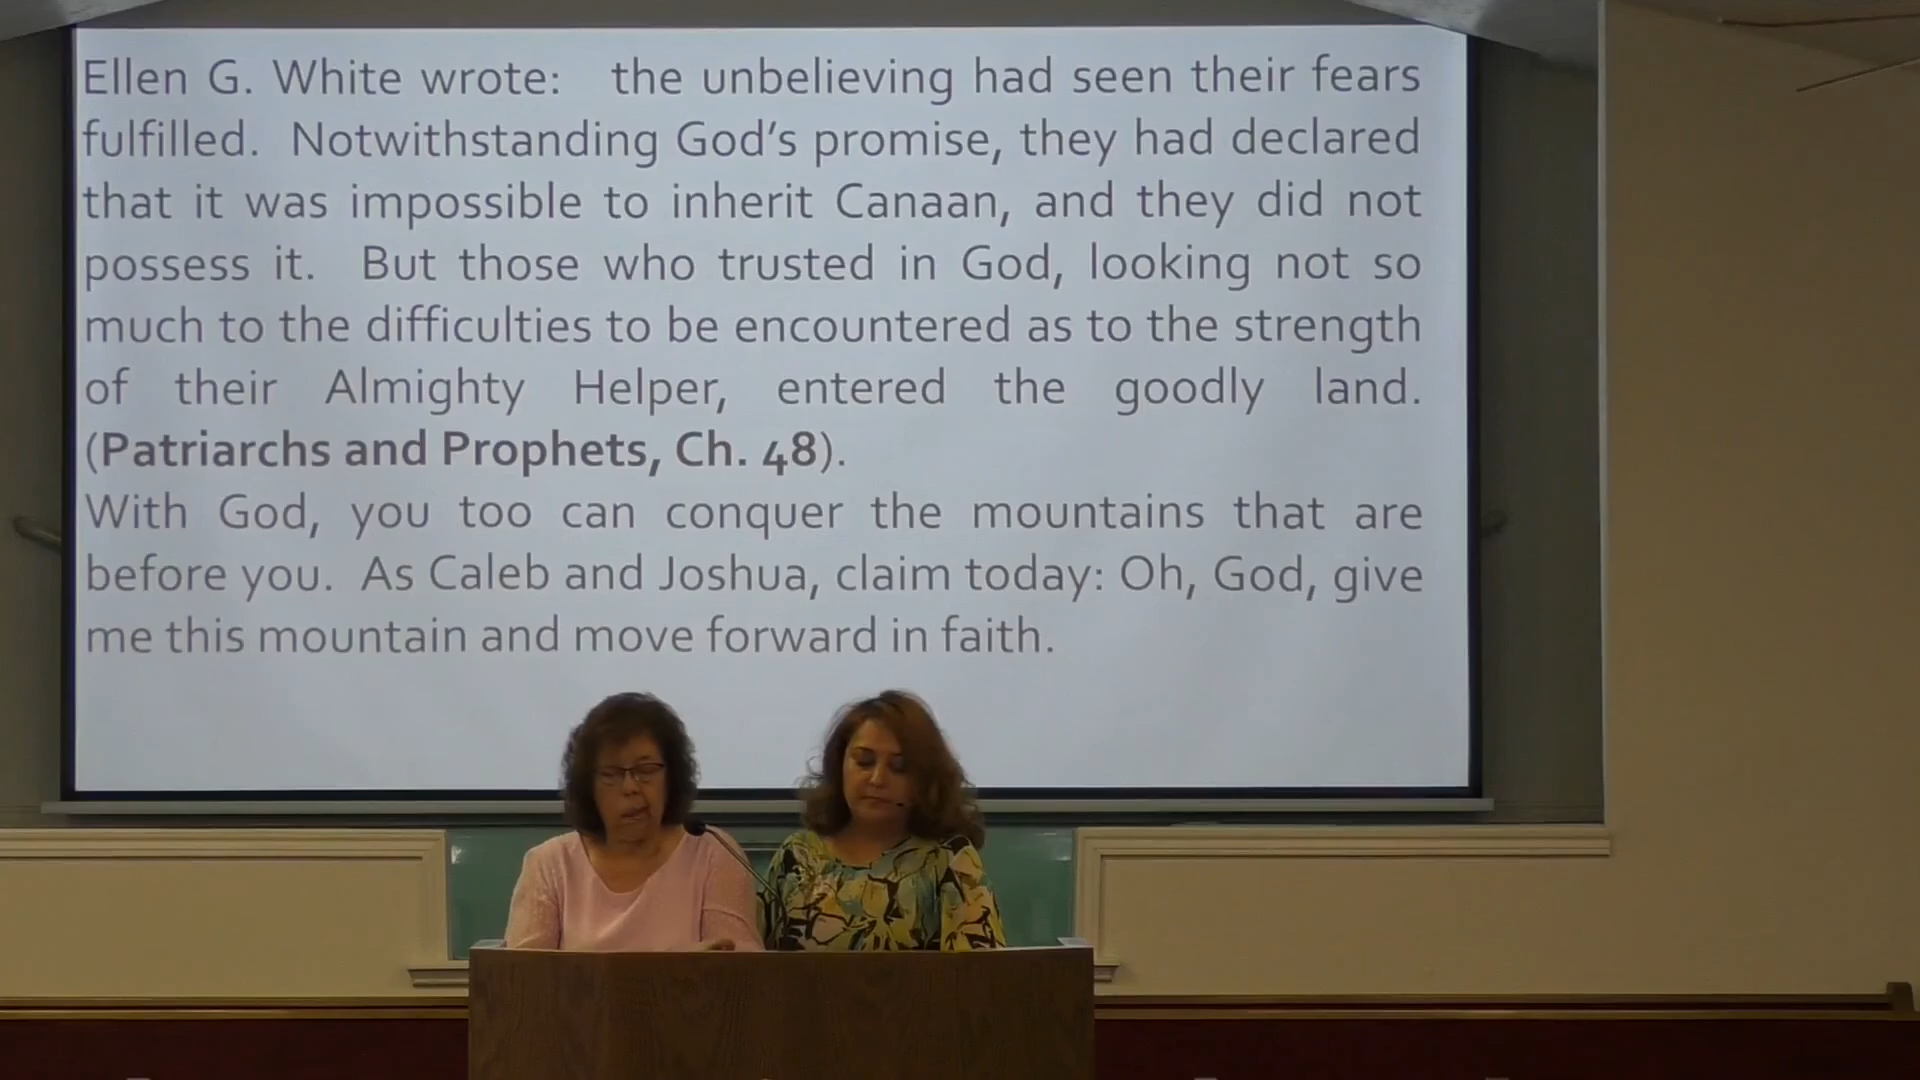 Ellen G. White wrote: the unbelieving had seen their fears
fulfilled. Notwithstanding God's promise, they had declared
that it was impossible to inherit Canaan, and they did not
possess it. But those who trusted in God, looking not so
much to the difficulties to be encountered as to the strength
of their Almighty Helper, entered the goodly land.
(Patriarchs and Prophets, Ch. 48).
With God, you too can conquer the mountains that are
before you. As Caleb and Joshua, claim today: Oh, God, give
me this mountain and move forward in faith.